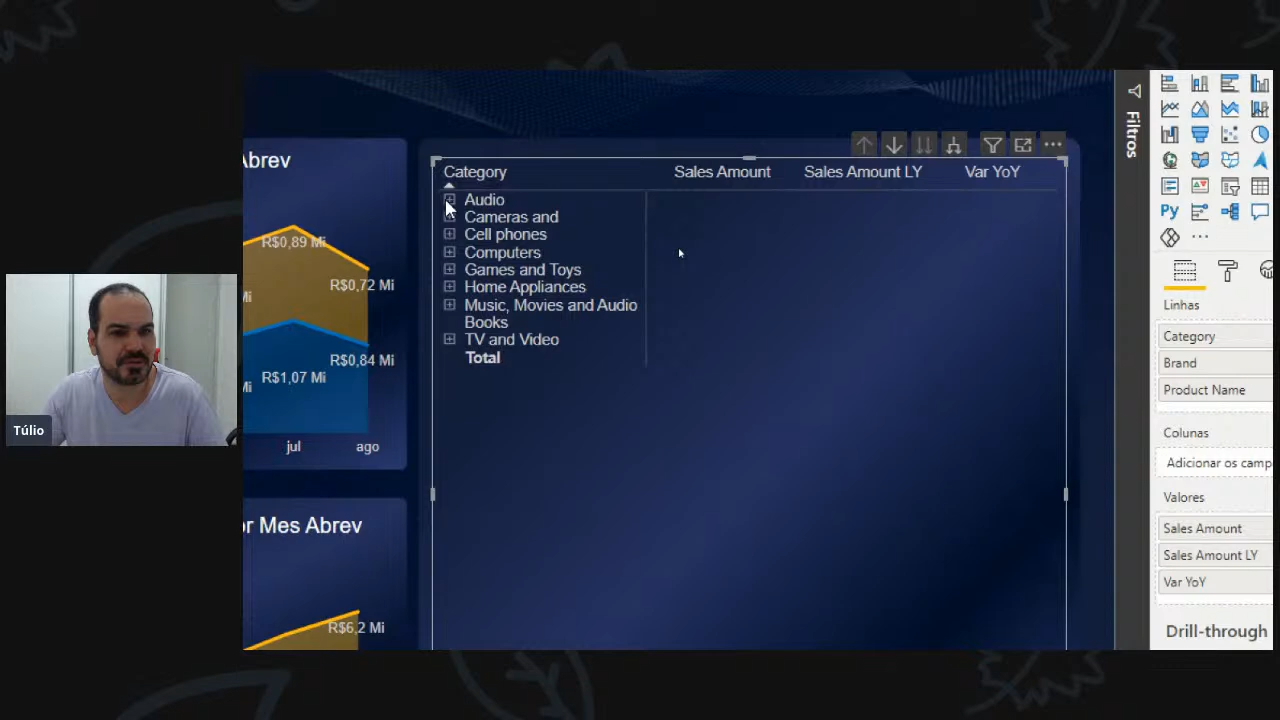 Abrev
R$0,89 Mi
R$0,72 Mi
Mi
R$0,84 Mi
R$1,07 Mi
Mi
jul
ago
or Mes Abrev
R$6,2 Mi
Category
Sales Amount
Sales Amount LY
Var YoY
Audio
Cameras and
Cell phones
Computers
Games and Toys
Home Appliances
Music, Movies and Audio
Books
TV and Video
Total
Filtros
Py
Linhas
Category
Brand
Product Name
Colunas
Adicionar os camp
Valores
Sales Amount
Sales Amount LY
Var YoY
Drill-through
Túlio